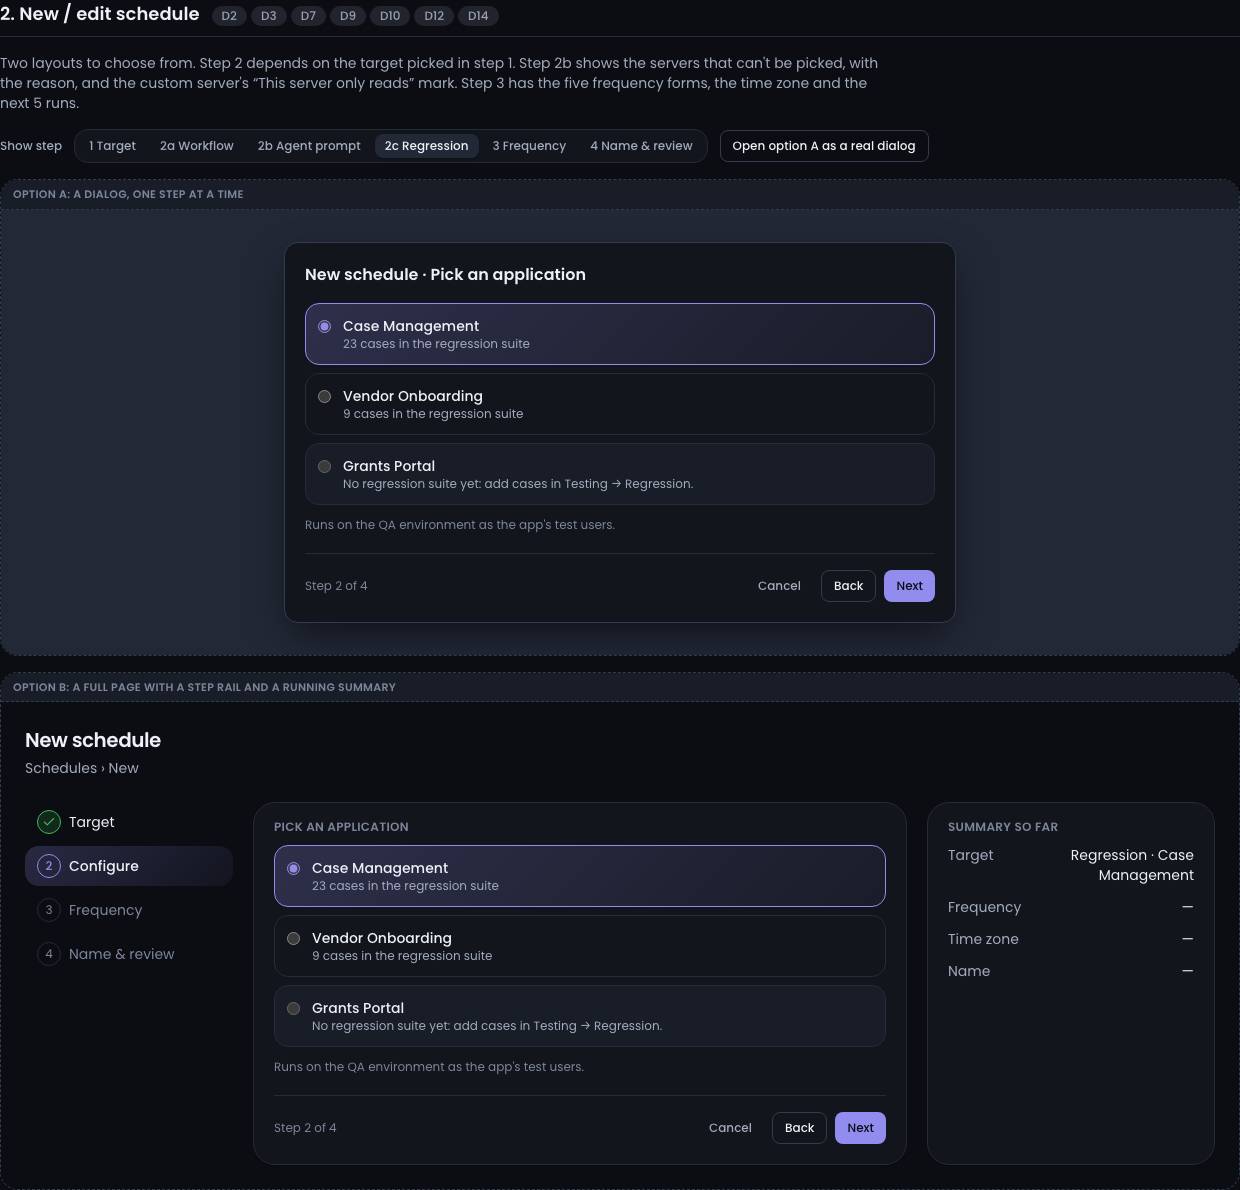 2. New / edit schedule D2 D3 D7 D9 D10 D12 D14
Two layouts to choose from. Step 2 depends on the target picked in step 1. Step 2b shows the servers that can't be picked, with
the reason, and the custom server's “This server only reads” mark. Step 3 has the five frequency forms, the time zone and the
next 5 runs.
Show step 1 Target 2a Workflow 2b Agent prompt 2c Regression 3 Frequency 4 Name & review Open option A as a real dialog
OPTION A: A DIALOG, ONE STEP AT A TIME
New schedule · Pick an application
Case Management
23 cases in the regression suite
Vendor Onboarding
9 cases in the regression suite
Grants Portal
No regression suite yet: add cases in Testing → Regression.
Runs on the QA environment as the app's test users.
Step 2 of 4 Cancel Back Next
OPTION B: A FULL PAGE WITH A STEP RAIL AND A RUNNING SUMMARY
New schedule
Schedules › New
Target
2 Configure
3 Frequency
4 Name & review
PICK AN APPLICATION
Case Management
23 cases in the regression suite
Vendor Onboarding
9 cases in the regression suite
Grants Portal
No regression suite yet: add cases in Testing → Regression.
Runs on the QA environment as the app's test users.
Step 2 of 4 Cancel Back Next
SUMMARY SO FAR
Target Regression · Case
Management
Frequency —
Time zone —
Name —